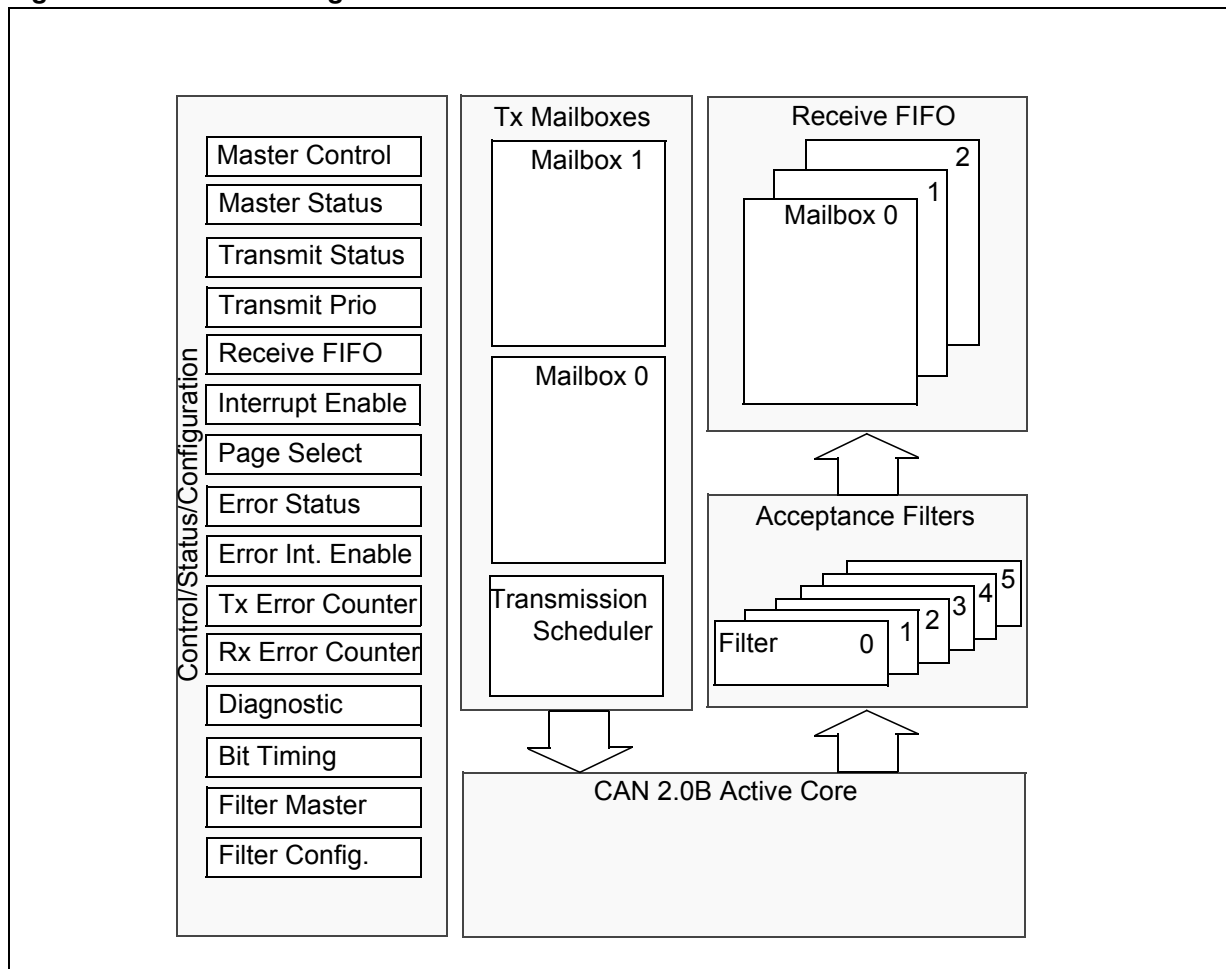 Control/Status/Configuration
Master Control
Master Status
Transmit Status
Transmit Prio
Receive FIFO
Interrupt Enable
Page Select
Error Status
Error Int. Enable
Tx Error Counter
Rx Error Counter
Diagnostic
Bit Timing
Filter Master
Filter Config.
Tx Mailboxes
Mailbox 1
Mailbox 0
Transmission
Scheduler
Receive FIFO
2
1
Mailbox 0
Acceptance Filters
5
4
3
2
1
Filter 0
CAN 2.0B Active Core